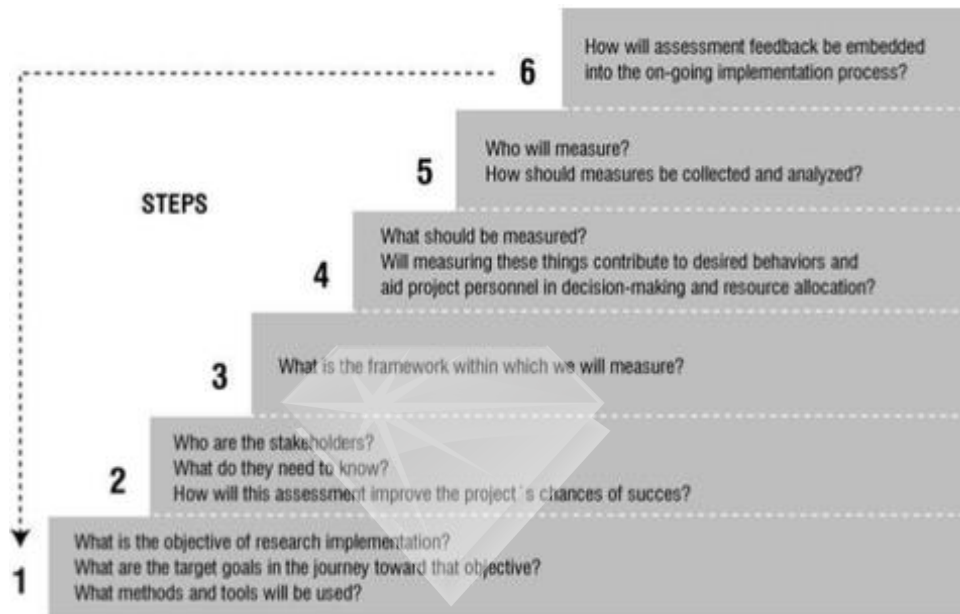 6
How will assessment feedback be embedded
into the on-going implementation process?
5
Who will measure?
How should measures be collected and analyzed?
STEPS
4
What should be measured?
Will measuring these things contribute to desired behaviors and
aid project personnel in decision-making and resource allocation?
3
What is the framework within which we will measure?
2
Who are the stakeholders?
What do they need to know?
How will this assessment improve the project´s chances of succes?
1
What is the objective of research implementation?
What are the target goals in the journey toward that objective?
What methods and tools will be used?